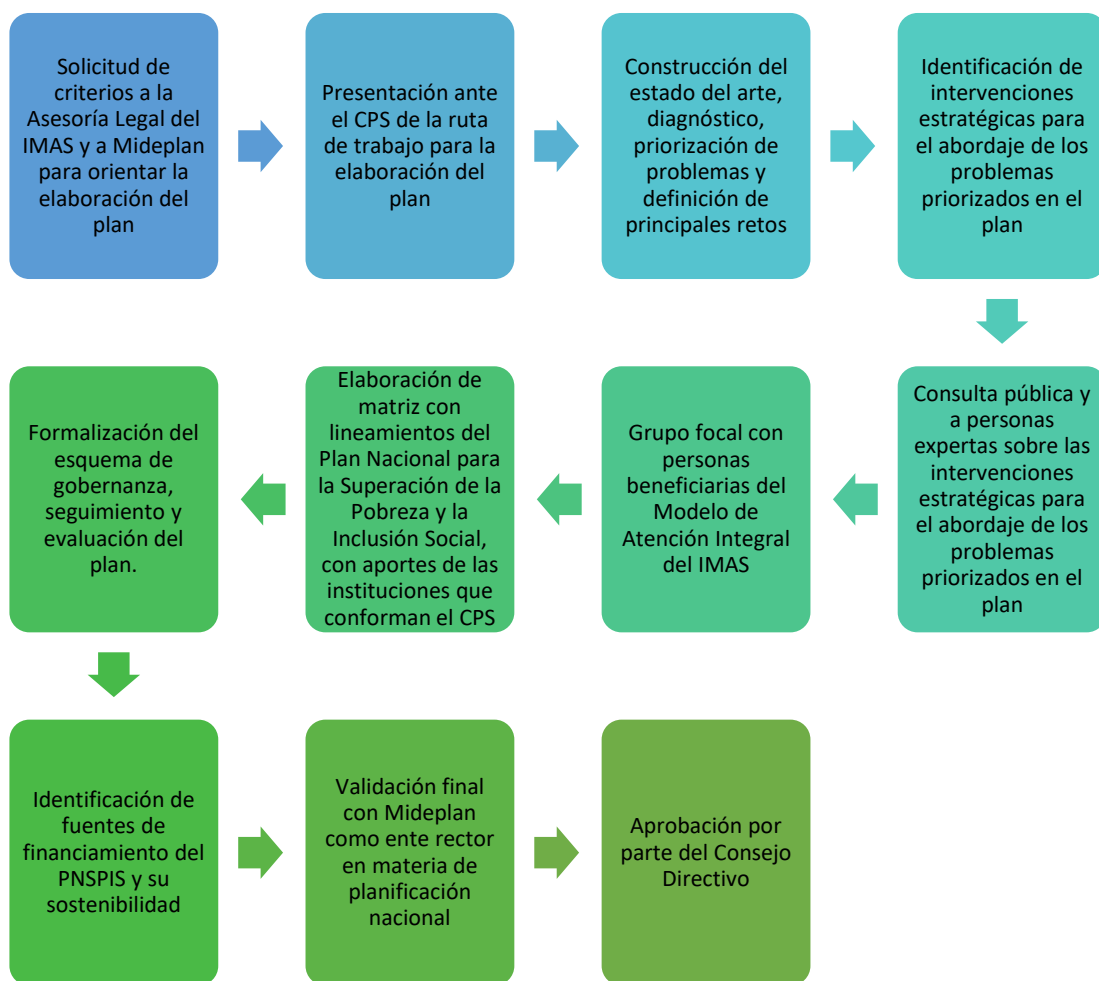 Solicitud de
criterios a la
Asesoría Legal del
IMAS y a Mideplan
para orientar la
elaboración del
plan
Presentación ante
el CPS de la ruta
de trabajo para la
elaboración del
plan
Construcción del
estado del arte,
diagnóstico,
priorización de
problemas y
definición de
principales retos
Identificación de
intervenciones
estratégicas para
el abordaje de los
problemas
priorizados en el
plan
Consulta pública y
a personas
expertas sobre las
intervenciones
estratégicas para
el abordaje de los
problemas
priorizados en el
plan
Grupo focal con
personas
beneficiarias del
Modelo de
Atención Integral
del IMAS
Elaboración de
matriz con
lineamientos del
Plan Nacional para
la Superación de la
Pobreza y la
Inclusión Social,
con aportes de las
instituciones que
conforman el CPS
Formalización del
esquema de
gobernanza,
seguimiento y
evaluación del
plan.
Identificación de
fuentes de
financiamiento del
PNSPIS y su
sostenibilidad
Validación final
con Mideplan
como ente rector
en materia de
planificación
nacional
Aprobación por
parte del Consejo
Directivo